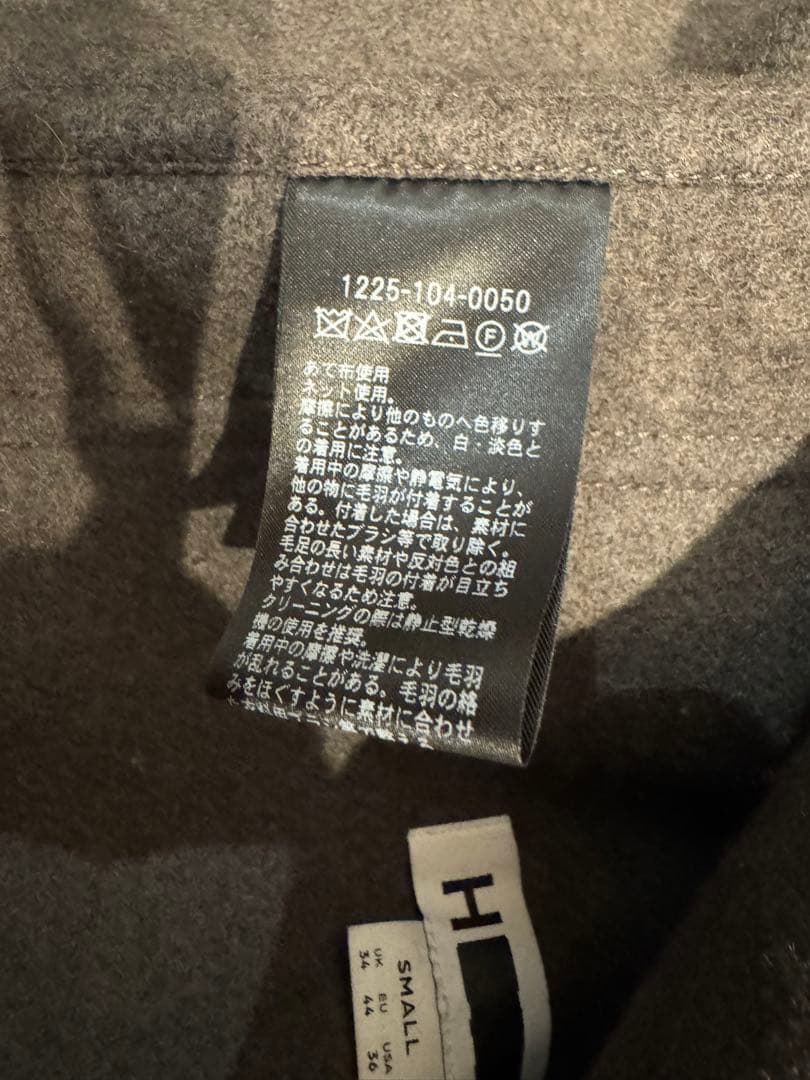 1225-104-0050
F W
あて布使用
ネット使用。
摩擦により他のものへ色移りす
ることがあるため、白・淡色と
の着用に注意。
着用中の摩擦や静電気により、
他の物に毛羽が付着することが
ある。付着した場合は、素材に
合わせたブラシ等で取り除く。
毛足の長い素材や反対色との組
み合わせは毛羽の付着が目立ち
やすくなるため注意。
クリーニングの際は静止型乾燥
機の使用を推奨。
着用中の摩擦や洗濯により毛羽
が乱れることがある。毛羽の絡
みをほぐすように素材に合わせ
H
SMALL
UK EU USA
34 44 36